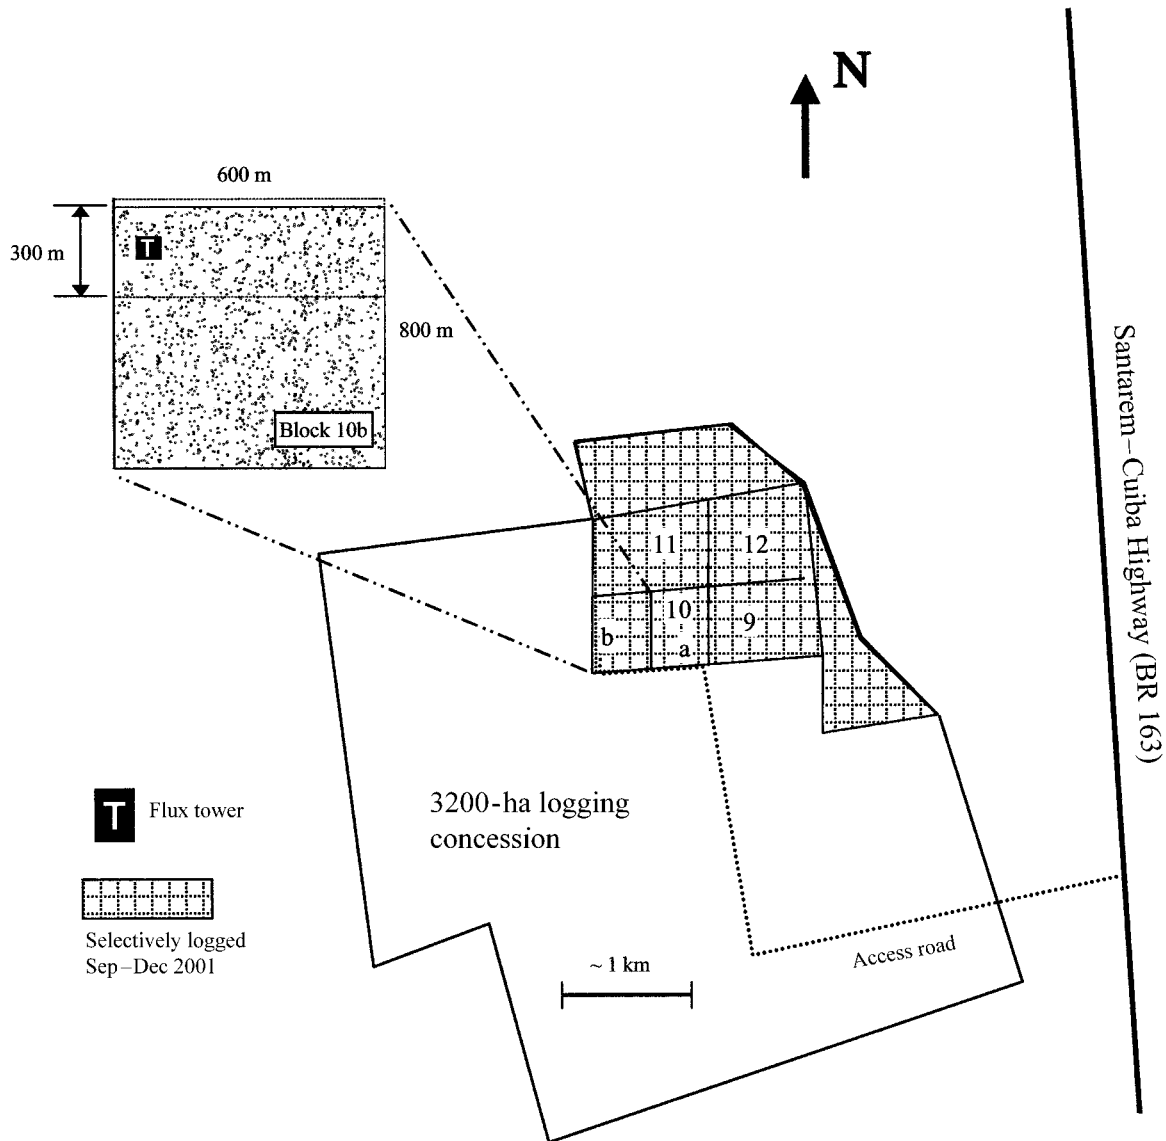 N
600 m
300 m
T
800 m
Block 10b
Santarem–Cuiba Highway (BR 163)
11
12
10
9
b
a
3200-ha logging
concession
T
Flux tower
Selectively logged
Sep–Dec 2001
~ 1 km
Access road